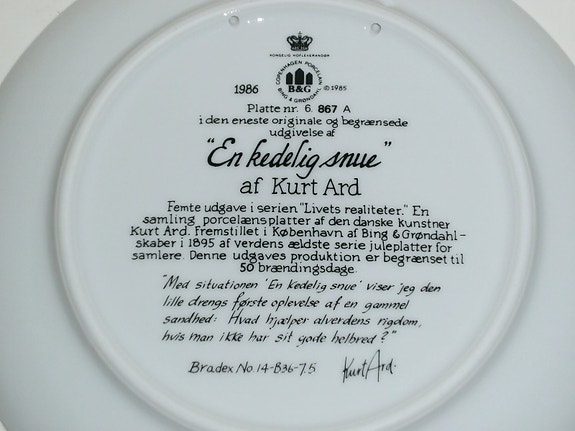 KONGELIG HOFLEVERANDØR
COPENHAGEN PORCELAIN
B&G
BING & GRØNDAHL
1986
© 1985
Platte nr. 6. 867 A
i den eneste originale og begrænsede
udgivelse af
"En kedelig snue"
af Kurt Ard
Femte udgave i serien "Livets realiteter." En
samling porcelænsplatter af den danske kunstner
Kurt Ard. Fremstillet i København af Bing & Grøndahl-
skaber i 1895 af verdens ældste serie juleplatter for
samlere. Denne udgaves produktion er begrænset til
50 brændingsdage.
"Med situationen 'En kedelig snue' viser jeg den
lille drengs første oplevelse af en gammel
sandhed: Hvad hjælper alverdens rigdom,
hvis man ikke har sit gode helbred?"
Bradex No. 14-B36-7.5
Kurt Ard.